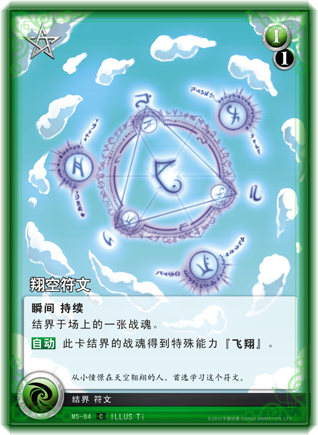 1
1
翔空符文
瞬间 持续
结界于场上的一张战魂。
自动 此卡结界的战魂得到特殊能力『飞翔』。
从小憧憬在天空翱翔的人,首选学习这个符文。
结界 符文
M5-84 C ILLUS Ti